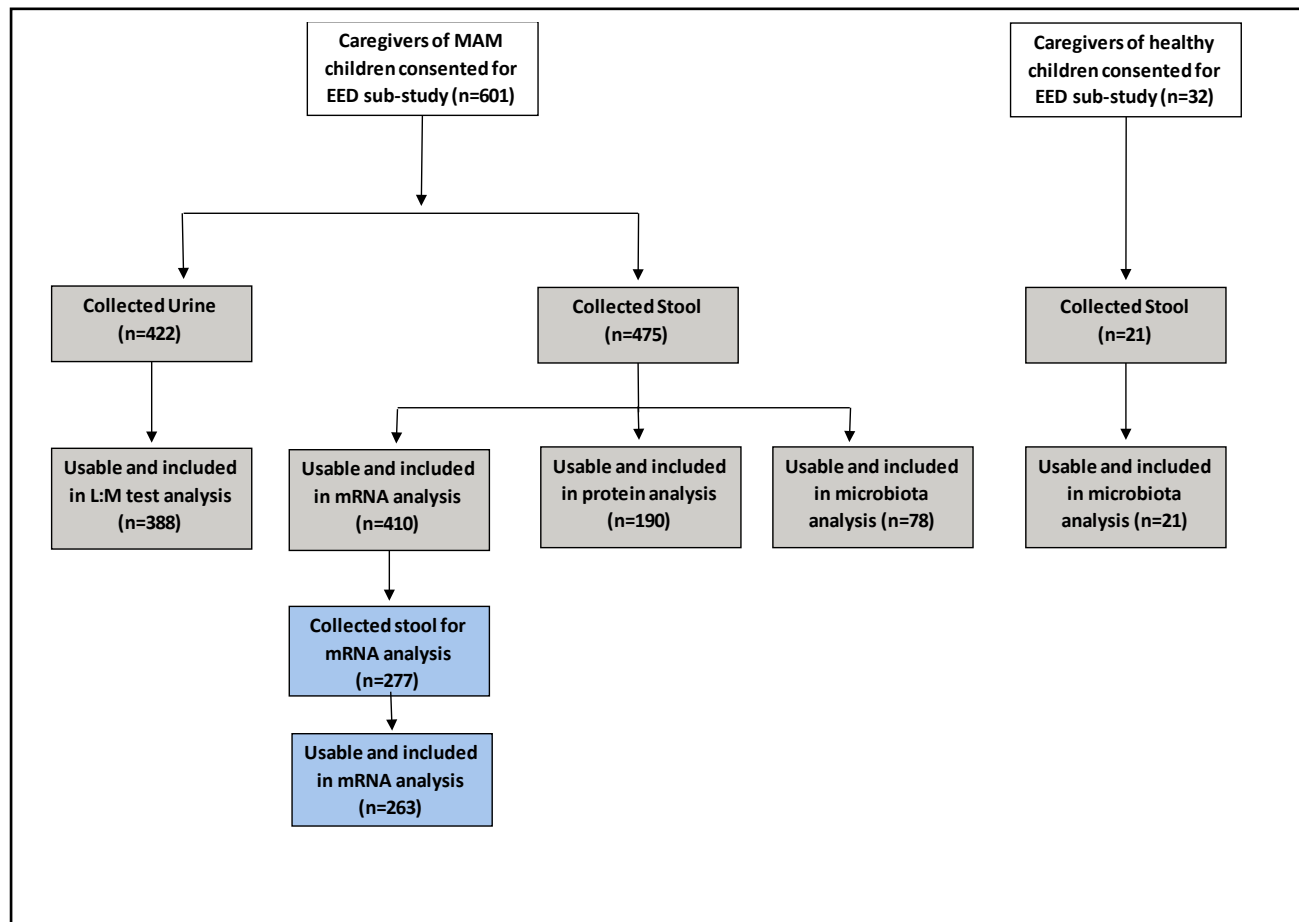 Caregivers of MAM
children consented for
EED sub-study (n=601)
Caregivers of healthy
children consented for
EED sub-study (n=32)
Collected Urine
(n=422)
Collected Stool
(n=475)
Collected Stool
(n=21)
Usable and included
in L:M test analysis
(n=388)
Usable and included
in mRNA analysis
(n=410)
Usable and included
in protein analysis
(n=190)
Usable and included
in microbiota
analysis (n=78)
Usable and included
in microbiota
analysis (n=21)
Collected stool for
mRNA analysis
(n=277)
Usable and included
in mRNA analysis
(n=263)